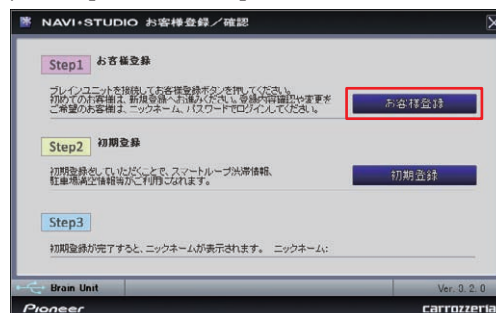 NAVI・STUDIO お客様登録／確認
Step1 お客様登録
ブレインユニットを接続してお客様登録ボタンを押してください。
初めてのお客様は、新規登録へお進みください。登録内容確認や変更を
ご希望のお客様は、ニックネーム、パスワードでログインしてください。
お客様登録
Step2 初期登録
初期登録をしていただくことで、スマートループ渋滞情報、
駐車場満空情報等がご利用になれます。
初期登録
Step3
初期登録が完了すると、ニックネームが表示されます。 ニックネーム:
Brain Unit
Ver. 0. 2. 0
Pioneer
carrozzeria